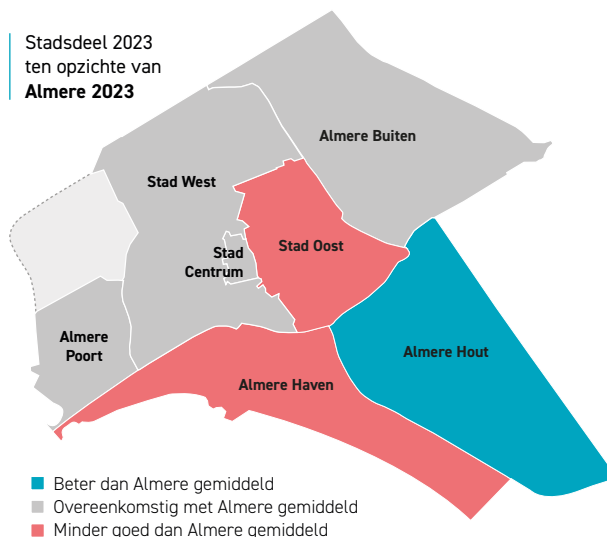 Stadsdeel 2023
ten opzichte van
Almere 2023
Almere Buiten
Stad West
Stad Oost
Stad
Centrum
Almere
Poort
Almere Hout
Almere Haven
Beter dan Almere gemiddeld
Overeenkomstig met Almere gemiddeld
Minder goed dan Almere gemiddeld